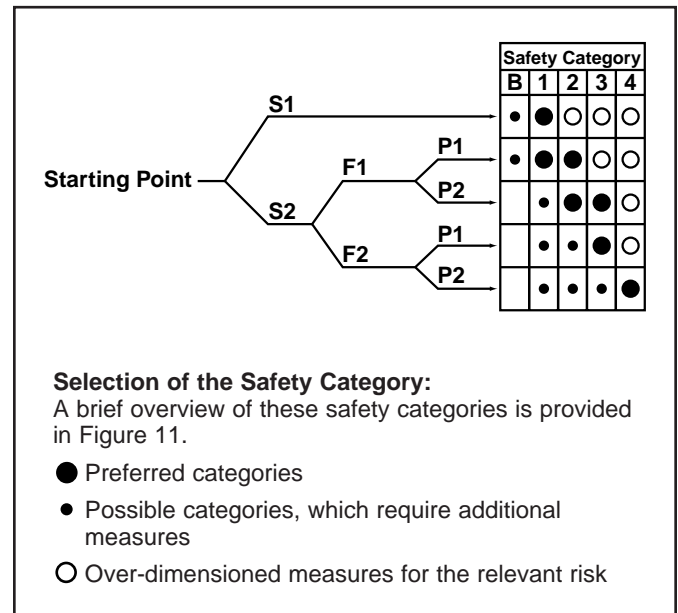 Safety Category
B 1 2 3 4
S1
P1
F1
Starting Point
P2
S2
P1
F2
P2
Selection of the Safety Category:
A brief overview of these safety categories is provided
in Figure 11.
Preferred categories
Possible categories, which require additional
measures
Over-dimensioned measures for the relevant risk